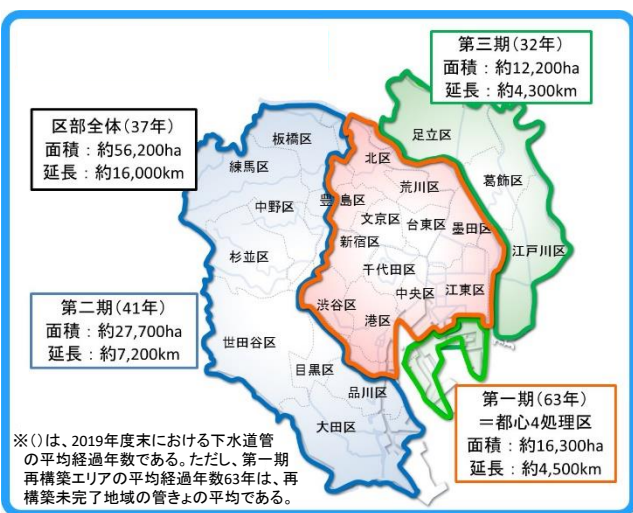 第三期(32年)
面積：約12,200ha
延長：約4,300km
区部全体(37年)
面積：約56,200ha
延長：約16,000km
板橋区
練馬区
中野区
杉並区
豊島区
北区
荒川区
足立区
葛飾区
文京区
台東区
墨田区
新宿区
千代田区
江戸川区
渋谷区
中央区
江東区
港区
第二期(41年)
面積：約27,700ha
延長：約7,200km
世田谷区
目黒区
品川区
大田区
第一期(63年)
＝都心4処理区
面積：約16,300ha
延長：約4,500km
※()は、2019年度末における下水道管
の平均経過年数である。ただし、第一期
再構築エリアの平均経過年数63年は、再
構築未完了地域の管きょの平均である。